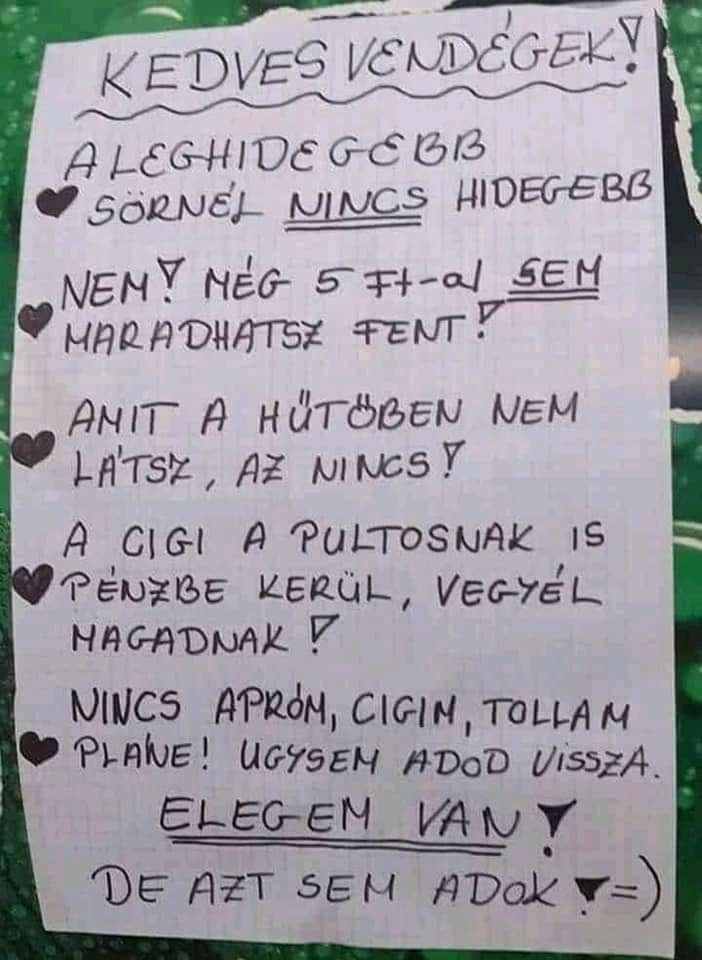 KEDVES VENDÉGEK!
A LEGHIDEGEBB
SÖRNÉL NINCS HIDEGEBB
NEM! MÉG 5 Ft-al SEM
MARADHATSZ FENT!
AMIT A HŰTŐBEN NEM
LÁTSZ, AZ NINCS!
A CIGI A PULTOSNAK IS
PÉNZBE KERÜL, VEGYÉL
MAGADNAK!
NINCS APRÓM, CIGIM, TOLLAM
PLÁNE! UGYSEM ADOD VISSZA.
ELEGEM VAN!
DE AZT SEM ADOK! =)